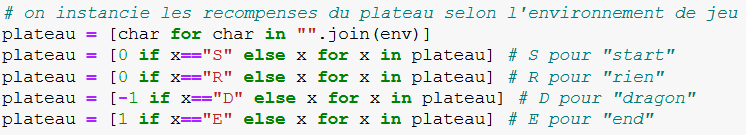 # on instancie les recompenses du plateau selon l'environnement de jeu
plateau = [char for char in "".join(env)]
plateau = [0 if x=="S" else x for x in plateau] # S pour "start"
plateau = [0 if x=="R" else x for x in plateau] # R pour "rien"
plateau = [-1 if x=="D" else x for x in plateau] # D pour "dragon"
plateau = [1 if x=="E" else x for x in plateau] # E pour "end"